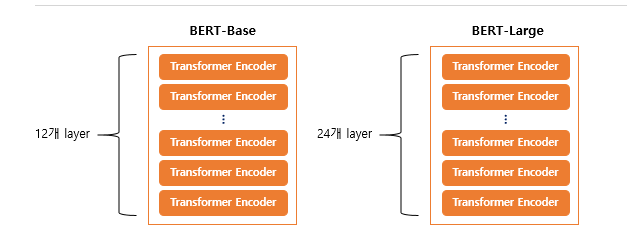 BERT-Base
Transformer Encoder
Transformer Encoder
⋮
Transformer Encoder
Transformer Encoder
Transformer Encoder
12개 layer
BERT-Large
Transformer Encoder
Transformer Encoder
⋮
Transformer Encoder
Transformer Encoder
Transformer Encoder
24개 layer